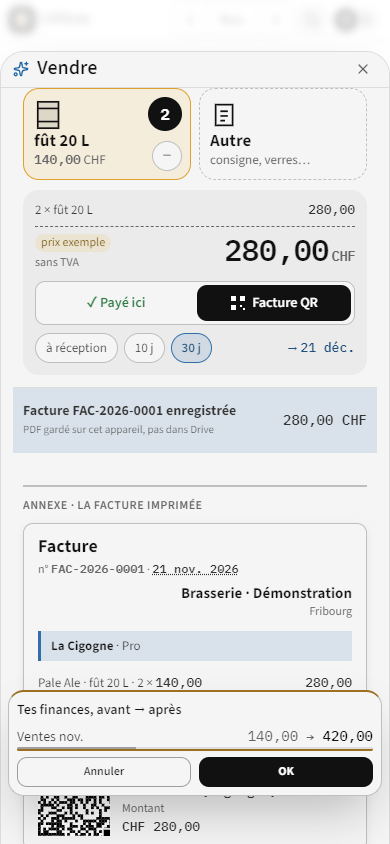 Vendre
fût 20 L
140,00 CHF
2
−
Autre
consigne, verres…
2 × fût 20 L 280,00
prix exemple
sans TVA
280,00 CHF
✓ Payé ici
Facture QR
à réception
10 j
30 j
→ 21 déc.
Facture FAC-2026-0001 enregistrée
PDF gardé sur cet appareil, pas dans Drive
280,00 CHF
ANNEXE · LA FACTURE IMPRIMÉE
Facture
n° FAC-2026-0001 · 21 nov. 2026
Brasserie · Démonstration
Fribourg
La Cigogne · Pro
Pale Ale · fût 20 L · 2 × 140,00 280,00
Tes finances, avant → après
Ventes nov. 140,00 → 420,00
Annuler
OK
Montant
CHF 280,00